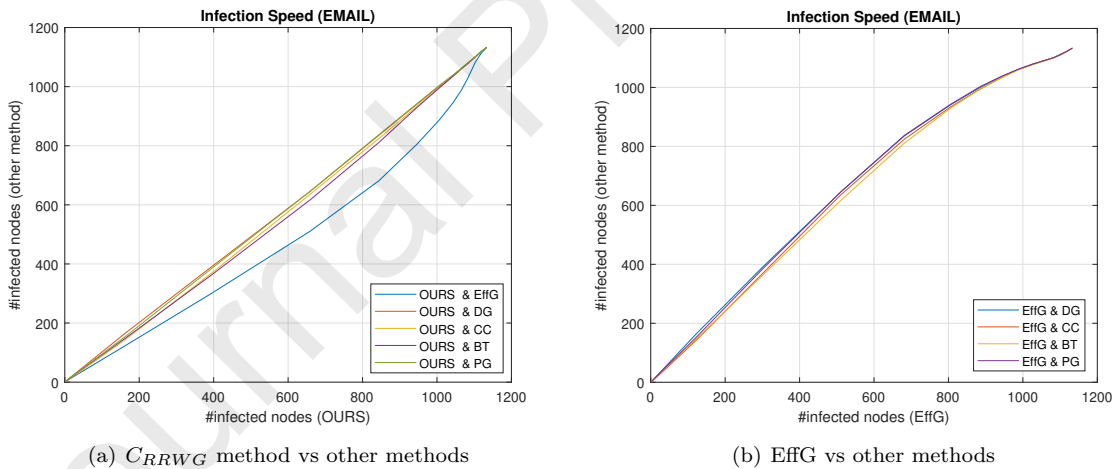 Infection Speed (EMAIL)
1200
1000
800
600
400
200
0
#infected nodes (other method)
OURS & EffG
OURS & DG
OURS & CC
OURS & BT
OURS & PG
0 200 400 600 800 1000 1200
#infected nodes (OURS)
(a) C_{RRWG} method vs other methods
Infection Speed (EMAIL)
1200
1000
800
600
400
200
0
#infected nodes (other method)
EffG & DG
EffG & CC
EffG & BT
EffG & PG
0 200 400 600 800 1000 1200
#infected nodes (EffG)
(b) EffG vs other methods